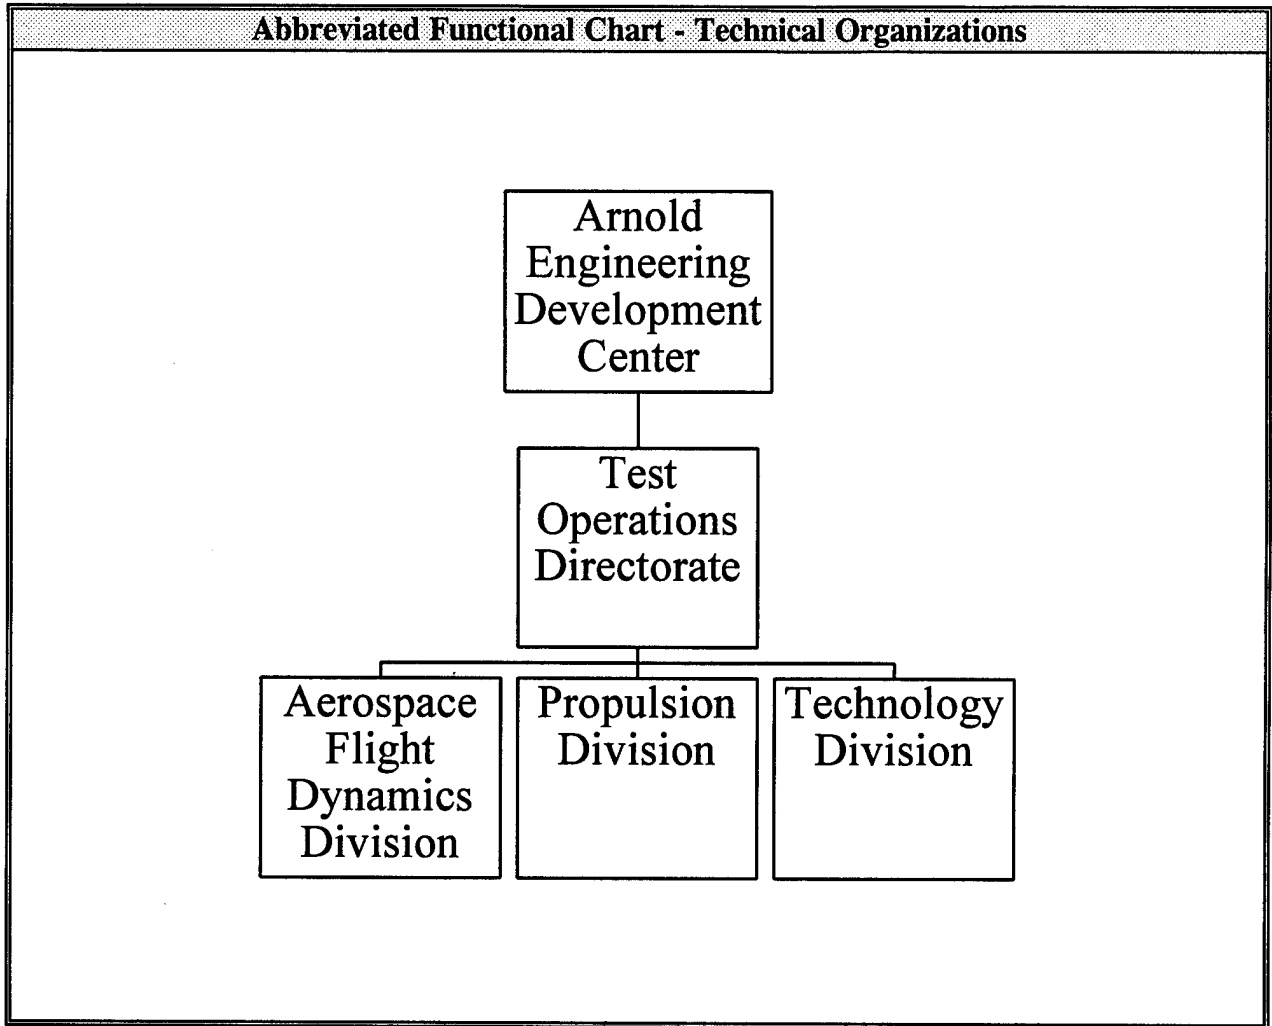 Abbreviated Functional Chart - Technical Organizations
Arnold
Engineering
Development
Center
Test
Operations
Directorate
Aerospace
Flight
Dynamics
Division
Propulsion
Division
Technology
Division